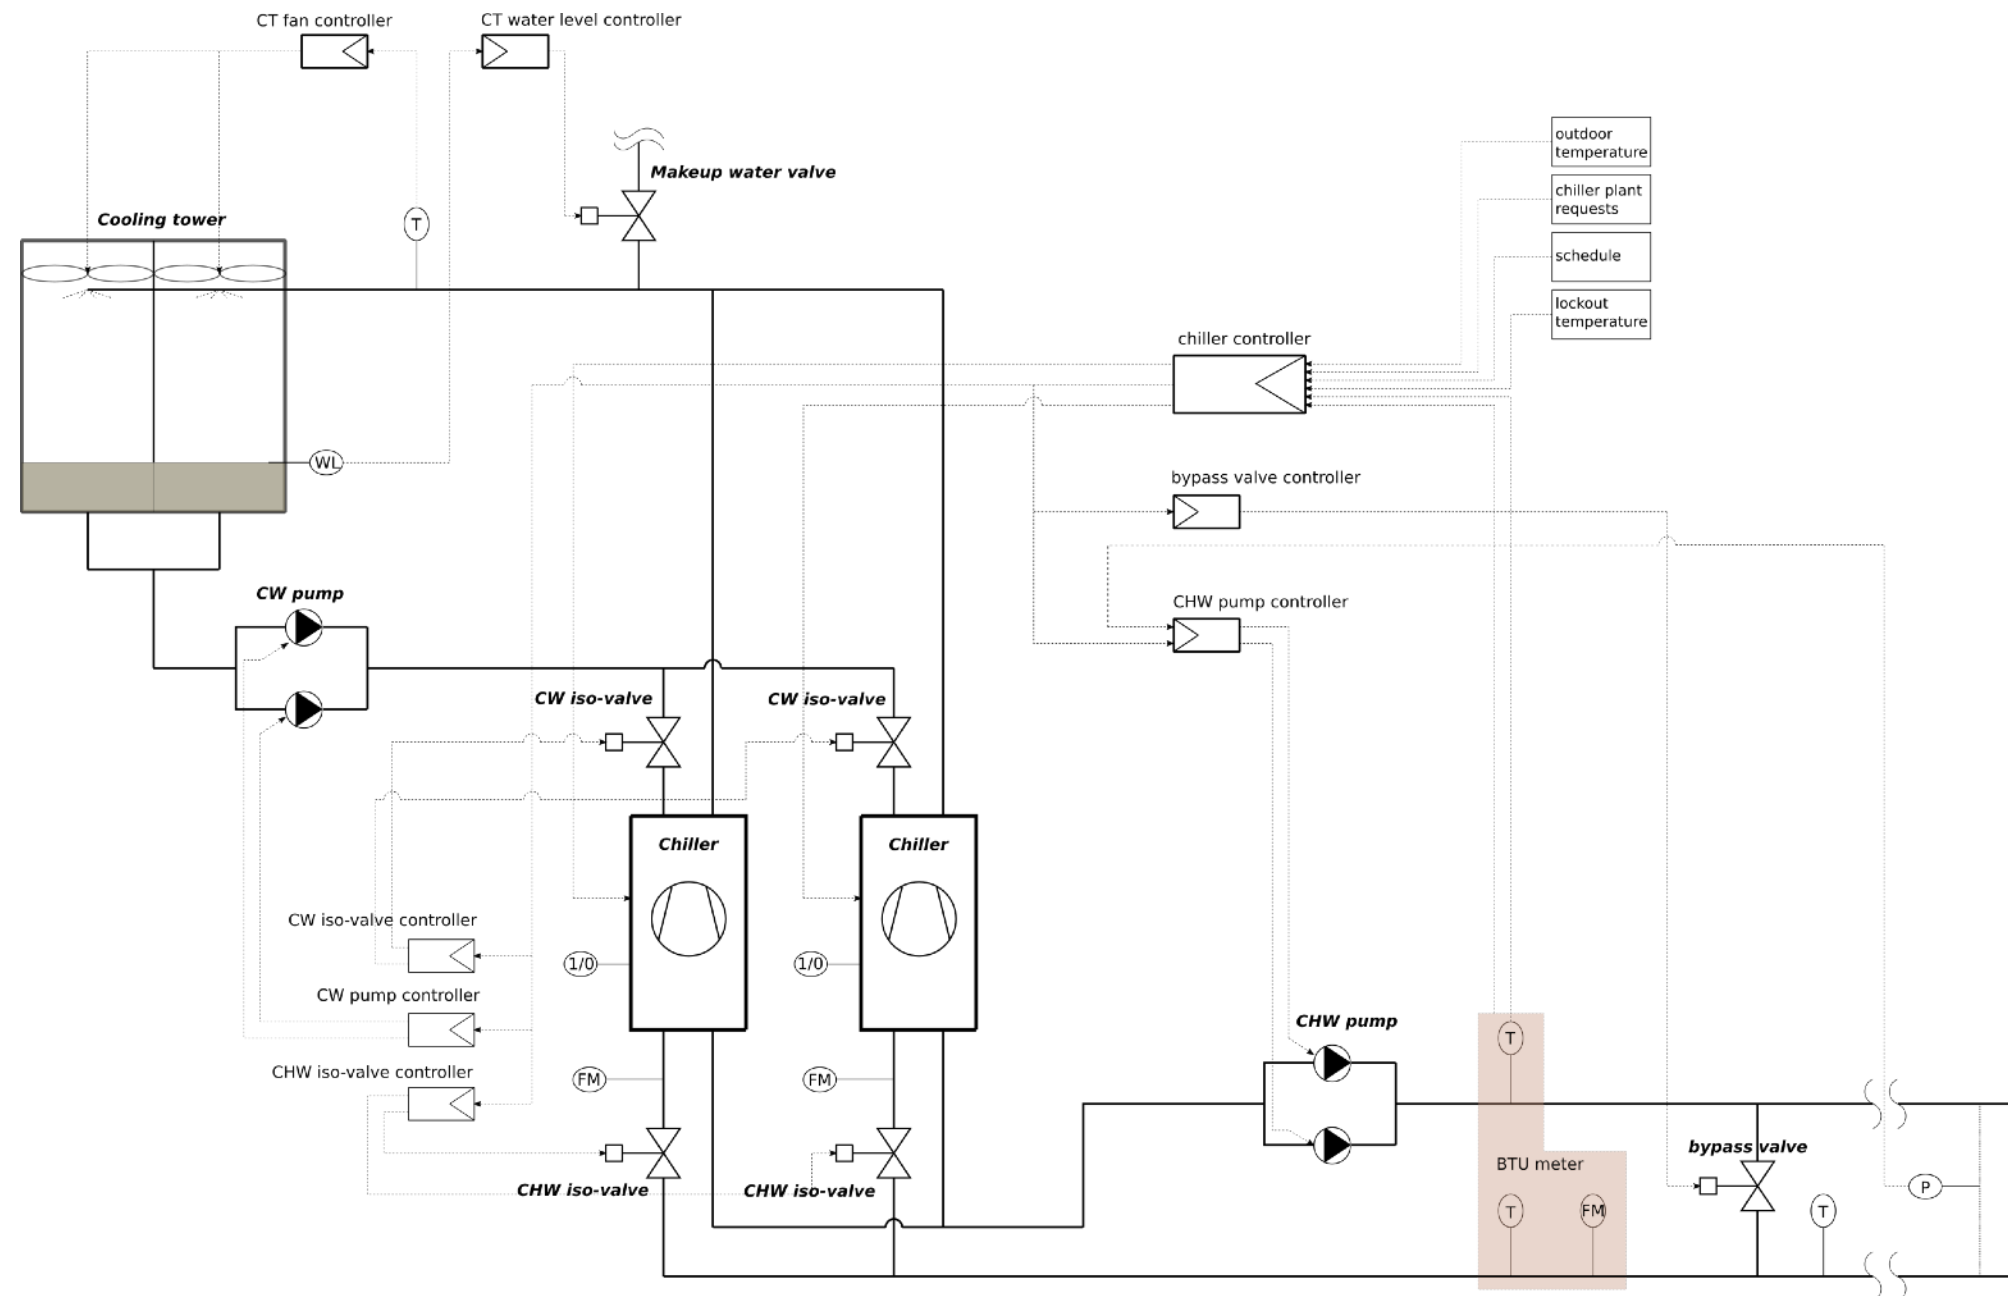 CT fan controller
CT water level controller
Makeup water valve
outdoor
temperature
chiller plant
requests
schedule
lockout
temperature
Cooling tower
T
chiller controller
WL
bypass valve controller
CW pump
CHW pump controller
CW iso-valve
CW iso-valve
Chiller
Chiller
CW iso-valve controller
1/0
1/0
CW pump controller
CHW pump
T
CHW iso-valve controller
FM
FM
bypass valve
BTU meter
CHW iso-valve
CHW iso-valve
P
T
FM
T